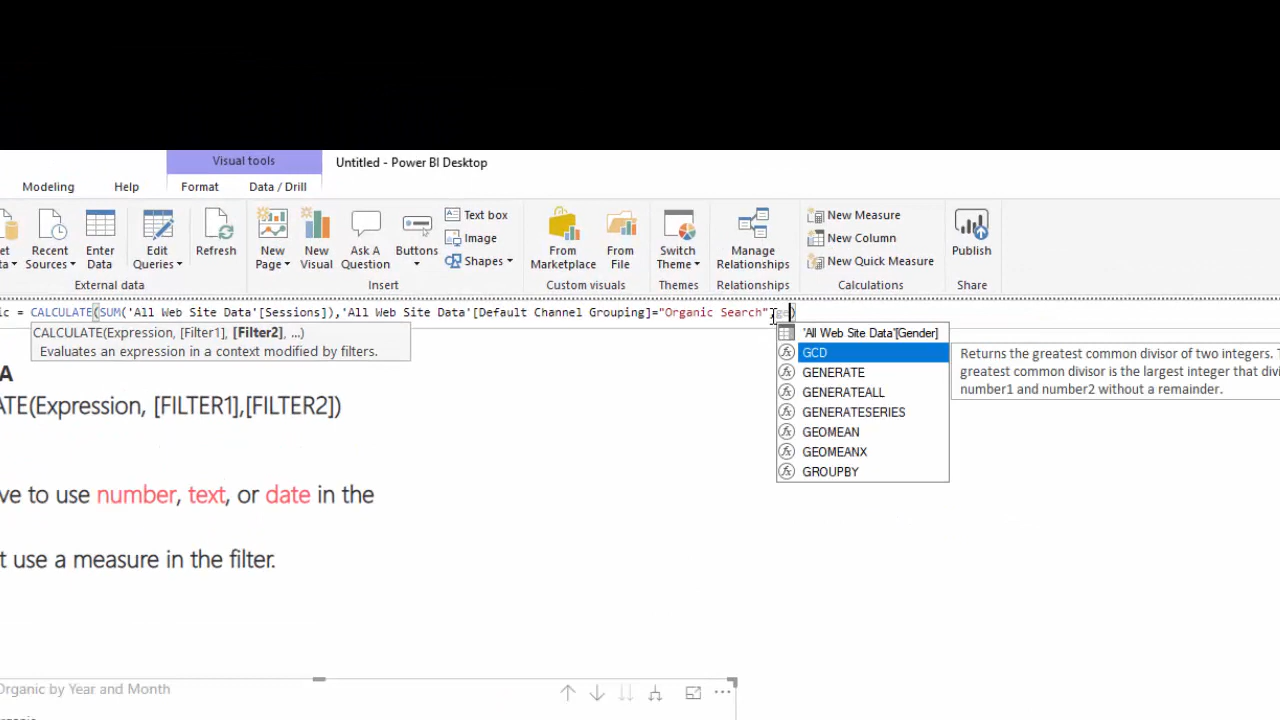 Visual tools
Untitled - Power BI Desktop
Modeling
Help
Format
Data / Drill
Recent Sources
Enter Data
Edit Queries
Refresh
New Page
New Visual
Ask A Question
Buttons
Text box
Image
Shapes
From Marketplace
From File
Switch Theme
Manage Relationships
New Measure
New Column
New Quick Measure
Publish
External data
Insert
Custom visuals
Themes
Relationships
Calculations
Share
ic = CALCULATE(SUM('All Web Site Data'[Sessions]),'All Web Site Data'[Default Channel Grouping]="Organic Search",ge)
CALCULATE(Expression, [Filter1], [Filter2], ...)
Evaluates an expression in a context modified by filters.
'All Web Site Data'[Gender]
GCD
GENERATE
GENERATEALL
GENERATESERIES
GEOMEAN
GEOMEANX
GROUPBY
Returns the greatest common divisor of two integers.
greatest common divisor is the largest integer that
number1 and number2 without a remainder.
A
ATE(Expression, [FILTER1],[FILTER2])
ve to use number, text, or date in the
t use a measure in the filter.
Organic by Year and Month